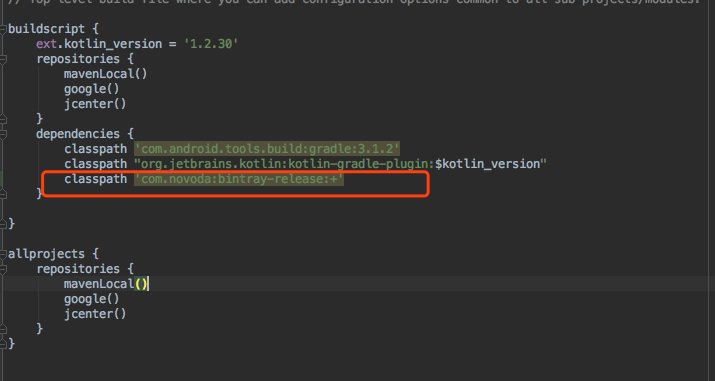 // Top-level build file where you can add configuration options common to all sub-projects/modules.
buildscript {
    ext.kotlin_version = '1.2.30'
    repositories {
        mavenLocal()
        google()
        jcenter()
    }
    dependencies {
        classpath 'com.android.tools.build:gradle:3.1.2'
        classpath "org.jetbrains.kotlin:kotlin-gradle-plugin:$kotlin_version"
        classpath 'com.novoda:bintray-release:+'
    }
}
allprojects {
    repositories {
        mavenLocal()
        google()
        jcenter()
    }
}